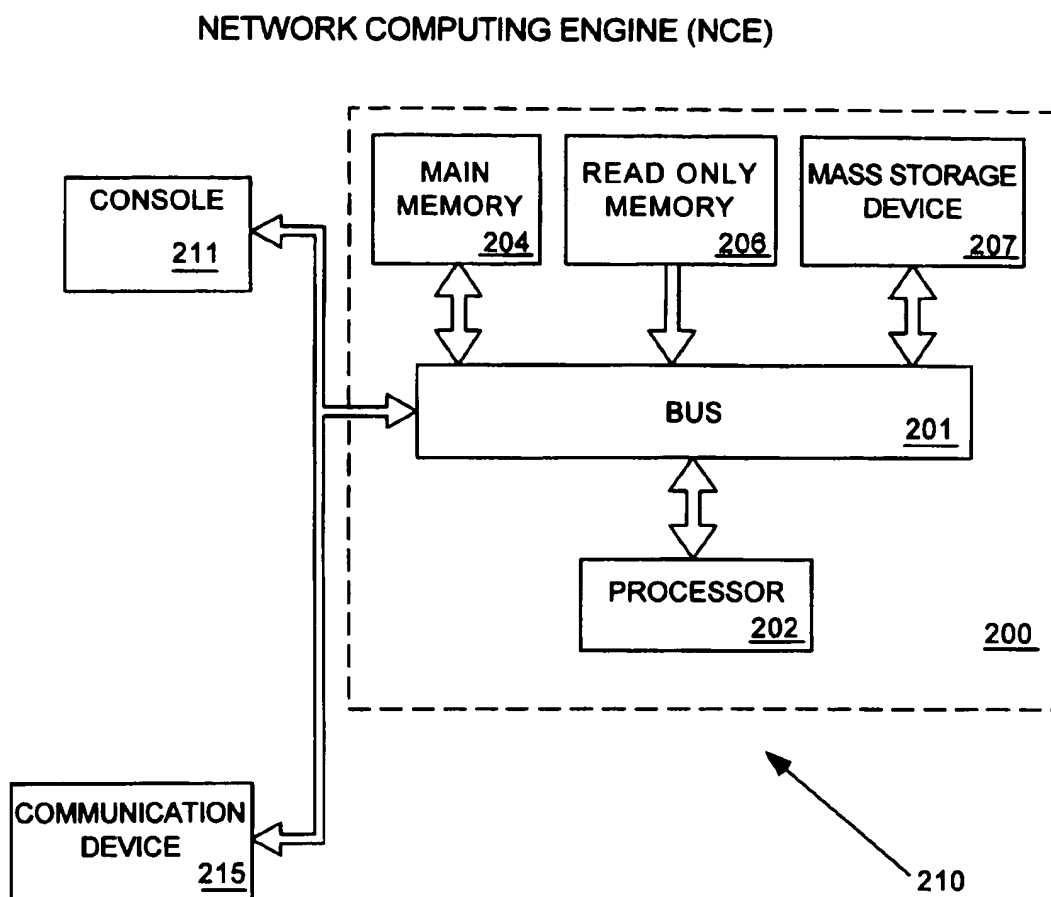 NETWORK COMPUTING ENGINE (NCE)
CONSOLE
211
MAIN
MEMORY
204
READ ONLY
MEMORY
206
MASS STORAGE
DEVICE
207
BUS
201
PROCESSOR
202
200
COMMUNICATION
DEVICE
215
210